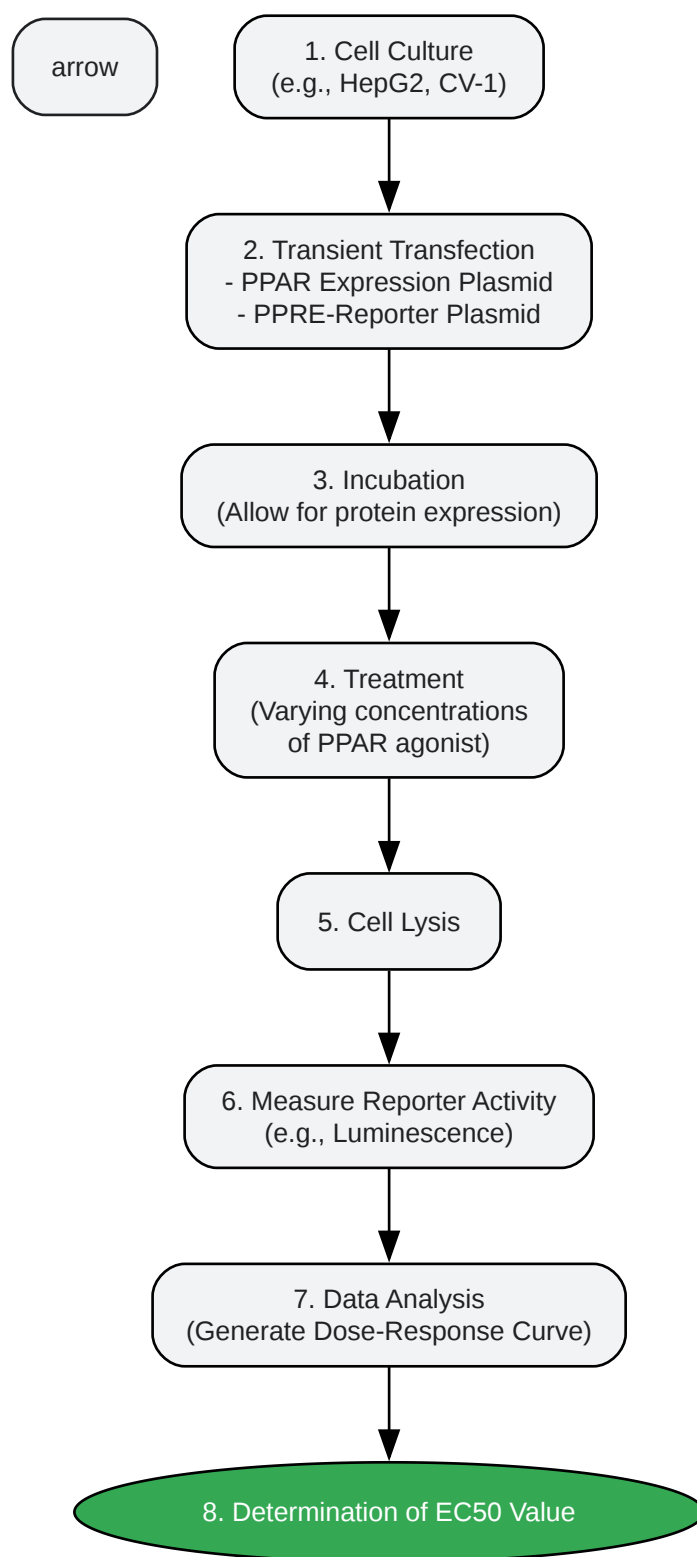 arrow
1. Cell Culture
(e.g., HepG2, CV-1)
2. Transient Transfection
- PPAR Expression Plasmid
- PPRE-Reporter Plasmid
3. Incubation
(Allow for protein expression)
4. Treatment
(Varying concentrations
of PPAR agonist)
5. Cell Lysis
6. Measure Reporter Activity
(e.g., Luminescence)
7. Data Analysis
(Generate Dose-Response Curve)
8. Determination of EC50 Value